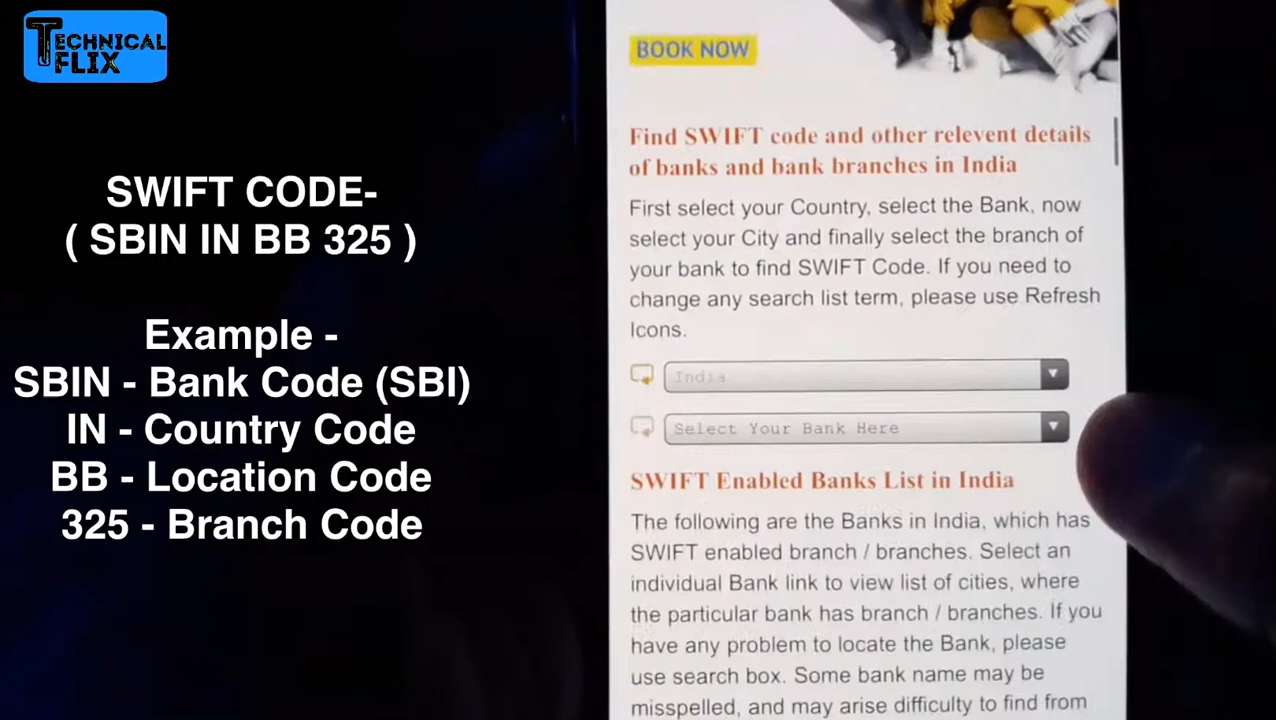 TECHNICAL
FLIX
SWIFT CODE-
( SBIN IN BB 325 )
Example -
SBIN - Bank Code (SBI)
IN - Country Code
BB - Location Code
325 - Branch Code
BOOK NOW
Find SWIFT code and other relevent details
of banks and bank branches in India
First select your Country, select the Bank, now
select your City and finally select the branch of
your bank to find SWIFT Code. If you need to
change any search list term, please use Refresh
Icons.
India
Select Your Bank Here
SWIFT Enabled Banks List in India
The following are the Banks in India, which has
SWIFT enabled branch / branches. Select an
individual Bank link to view list of cities, where
the particular bank has branch / branches. If you
have any problem to locate the Bank, please
use search box. Some bank name may be
misspelled, and may arise difficulty to find from